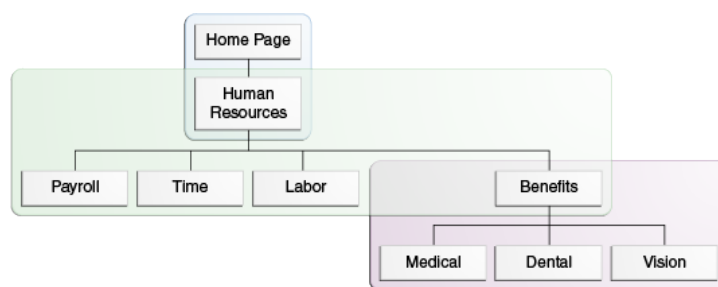 Home Page
Human
Resources
Payroll
Time
Labor
Benefits
Medical
Dental
Vision